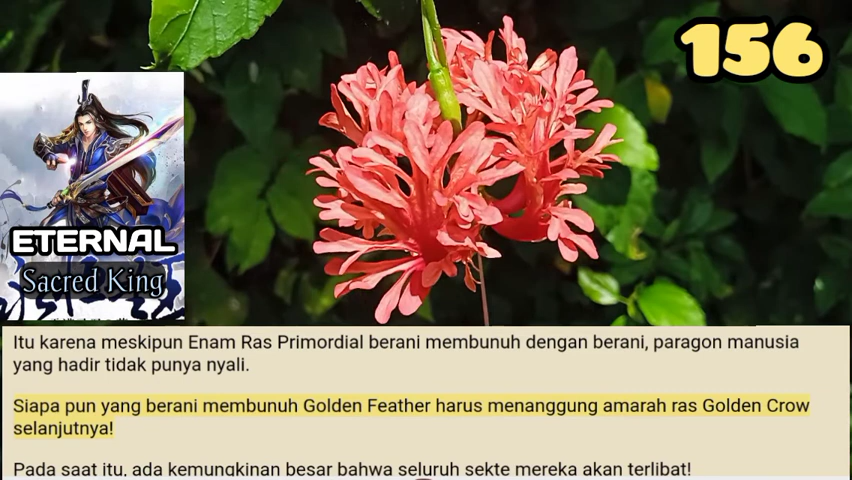 156
ETERNAL
Sacred King
Itu karena meskipun Enam Ras Primordial berani membunuh dengan berani, paragon manusia
yang hadir tidak punya nyali.
Siapa pun yang berani membunuh Golden Feather harus menanggung amarah ras Golden Crow
selanjutnya!
Pada saat itu, ada kemungkinan besar bahwa seluruh sekte mereka akan terlibat!